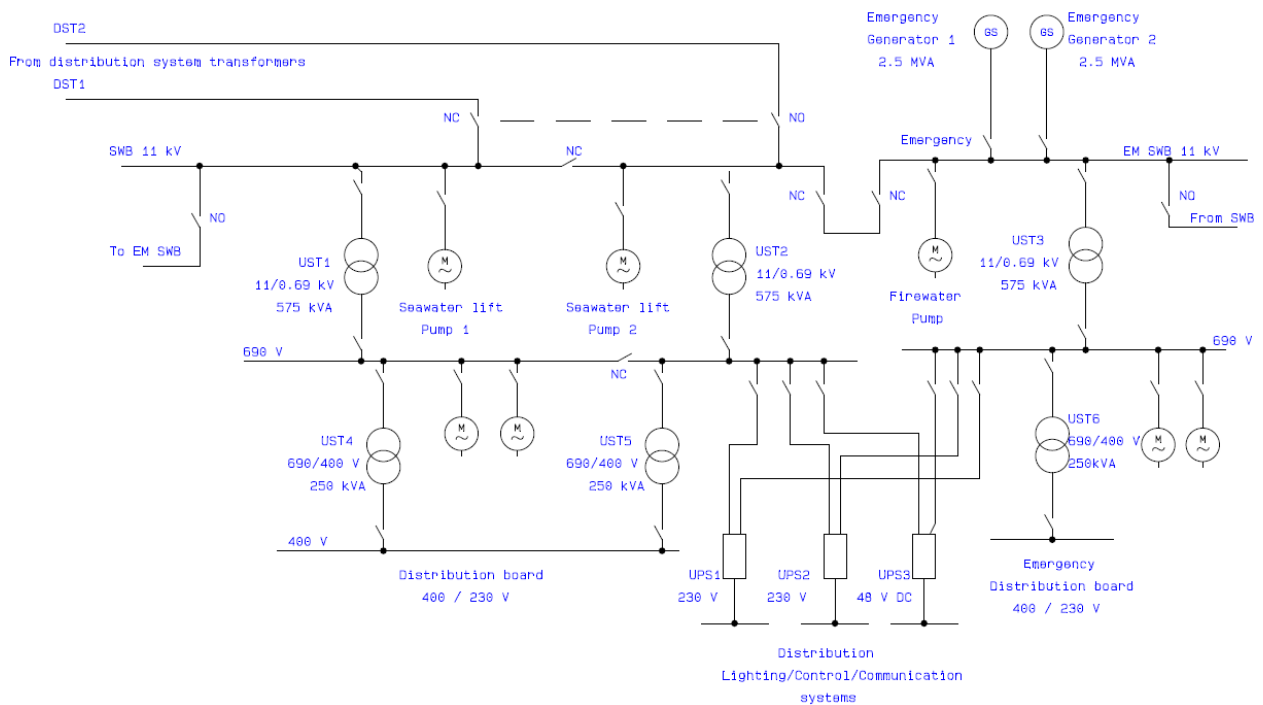 DST2
From distribution system transformers
DST1
Emergency
Generator 1
2.5 MVA
GS
GS
Emergency
Generator 2
2.5 MVA
NC
NO
Emergency
SWB 11 kV
NC
EM SWB 11 kV
NO
To EM SWB
NC
NC
NO
From SWB
UST1
11/0.69 kV
575 kVA
M
~
Seawater lift
Pump 1
M
~
Seawater lift
Pump 2
UST2
11/0.69 kV
575 kVA
M
~
Firewater
Pump
UST3
11/0.69 kV
575 kVA
690 V
NC
690 V
UST4
690/400 V
250 kVA
M
~
M
~
UST5
690/400 V
250 kVA
UST6
690/400 V
250kVA
M
~
M
~
400 V
Distribution board
400 / 230 V
UPS1
230 V
UPS2
230 V
UPS3
48 V DC
Emergency
Distribution board
400 / 230 V
Distribution
Lighting/Control/Communication
systems